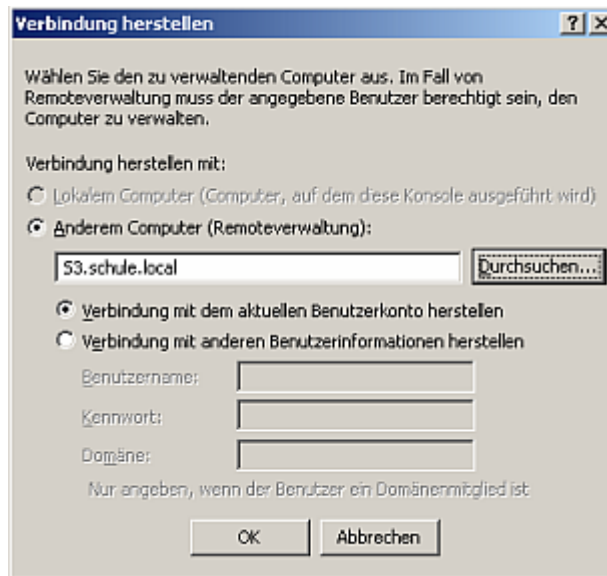 Verbindung herstellen
Wählen Sie den zu verwaltenden Computer aus. Im Fall von
Remoteverwaltung muss der angegebene Benutzer berechtigt sein, den
Computer zu verwalten.
Verbindung herstellen mit:
Lokalem Computer (Computer, auf dem diese Konsole ausgeführt wird)
Anderem Computer (Remoteverwaltung):
S3.schule.local Durchsuchen...
Verbindung mit dem aktuellen Benutzerkonto herstellen
Verbindung mit anderen Benutzerinformationen herstellen
Benutzername:
Kennwort:
Domäne:
Nur angeben, wenn der Benutzer ein Domänenmitglied ist
OK Abbrechen